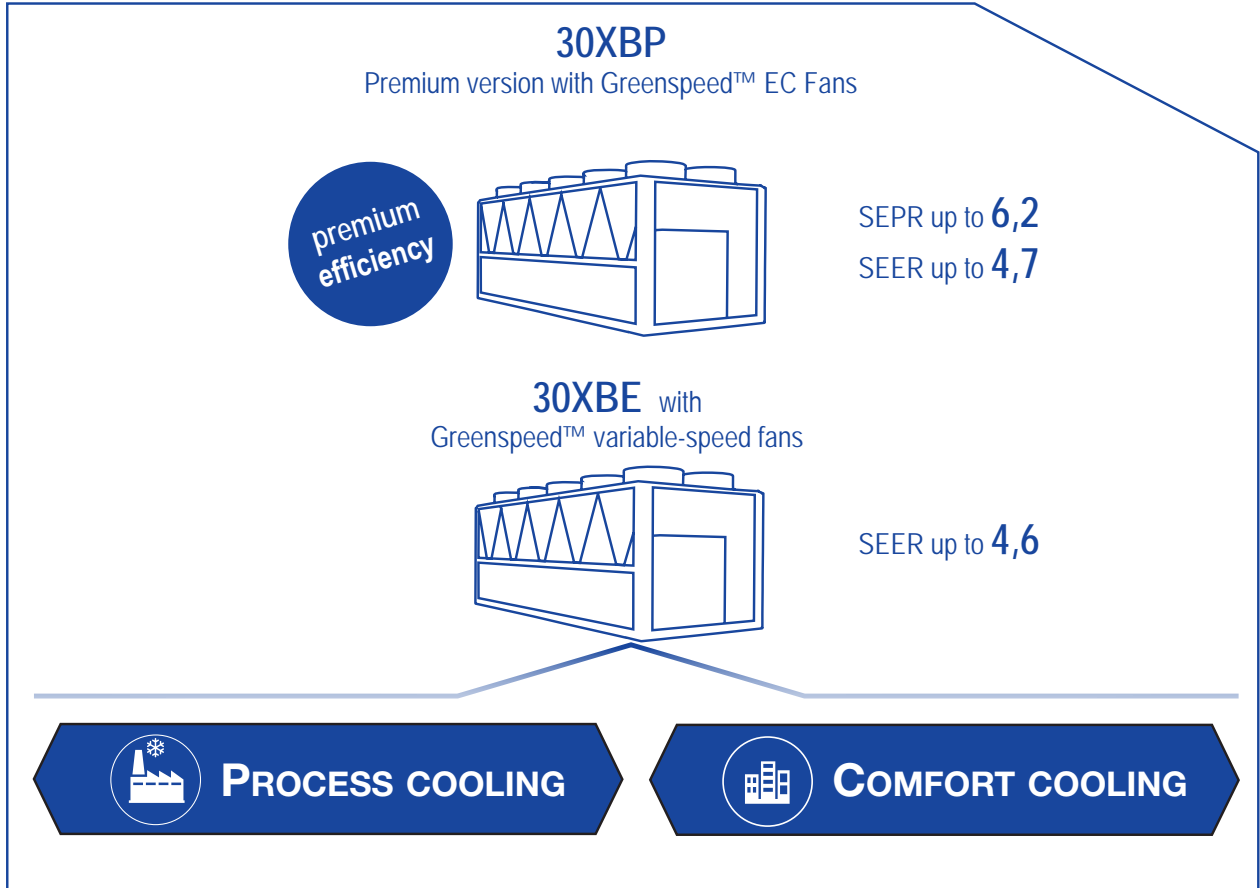 30XBP
Premium version with Greenspeed™ EC Fans
premium
efficiency
SEPR up to 6,2
SEER up to 4,7
30XBE with
Greenspeed™ variable-speed fans
SEER up to 4,6
PROCESS COOLING
COMFORT COOLING